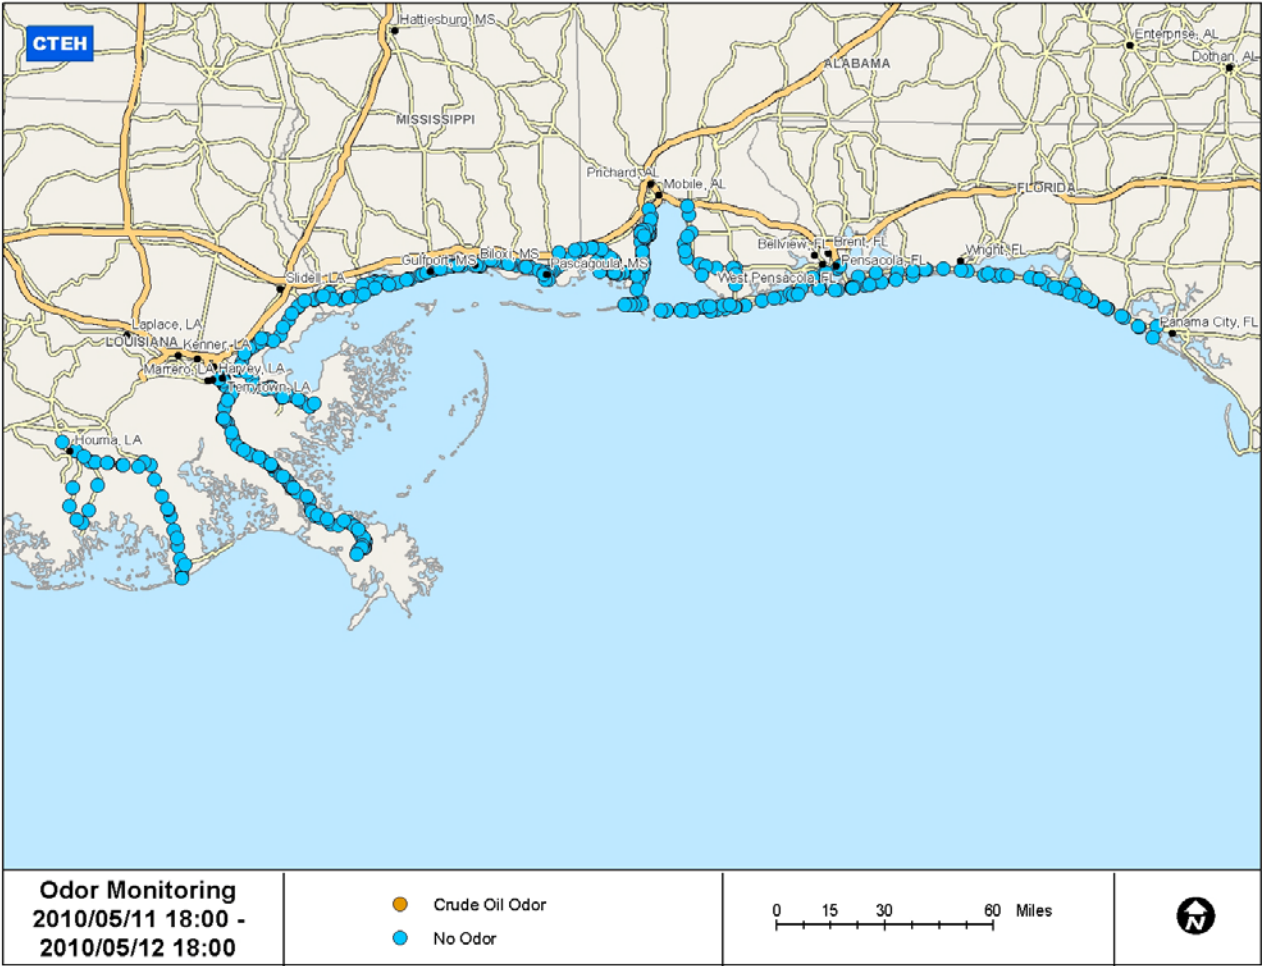 CTEH
Hattiesburg, MS
Enterprise, AL
Dothan, AL
ALABAMA
MISSISSIPPI
Prichard, AL
Mobile, AL
FLORIDA
Bellview, FL
Brent, FL
Wright, FL
Biloxi, MS
Gulfport, MS
Pascagoula, MS
Pensacola, FL
West Pensacola, FL
Slidell, LA
Laplace, LA
Panama City, FL
LOUISIANA
Kenner, LA
Marrero, LA
Harvey, LA
Terrytown, LA
Houma, LA
Odor Monitoring
2010/05/11 18:00 -
2010/05/12 18:00
Crude Oil Odor
No Odor
0 15 30 60 Miles
N